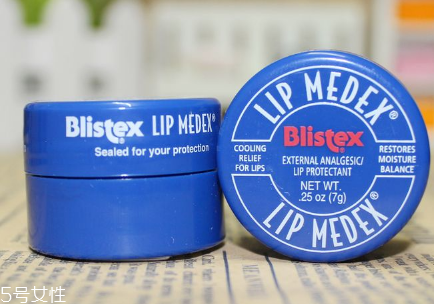 Blistex LIP MEDEX®
Sealed for your protection
LIP MEDEX®
Blistex
COOLING
RELIEF
FOR LIPS
EXTERNAL ANALGESIC/
LIP PROTECTANT
RESTORES
MOISTURE
BALANCE
NET WT.
.25 oz (7g)
LIP MEDEX®
5号女性